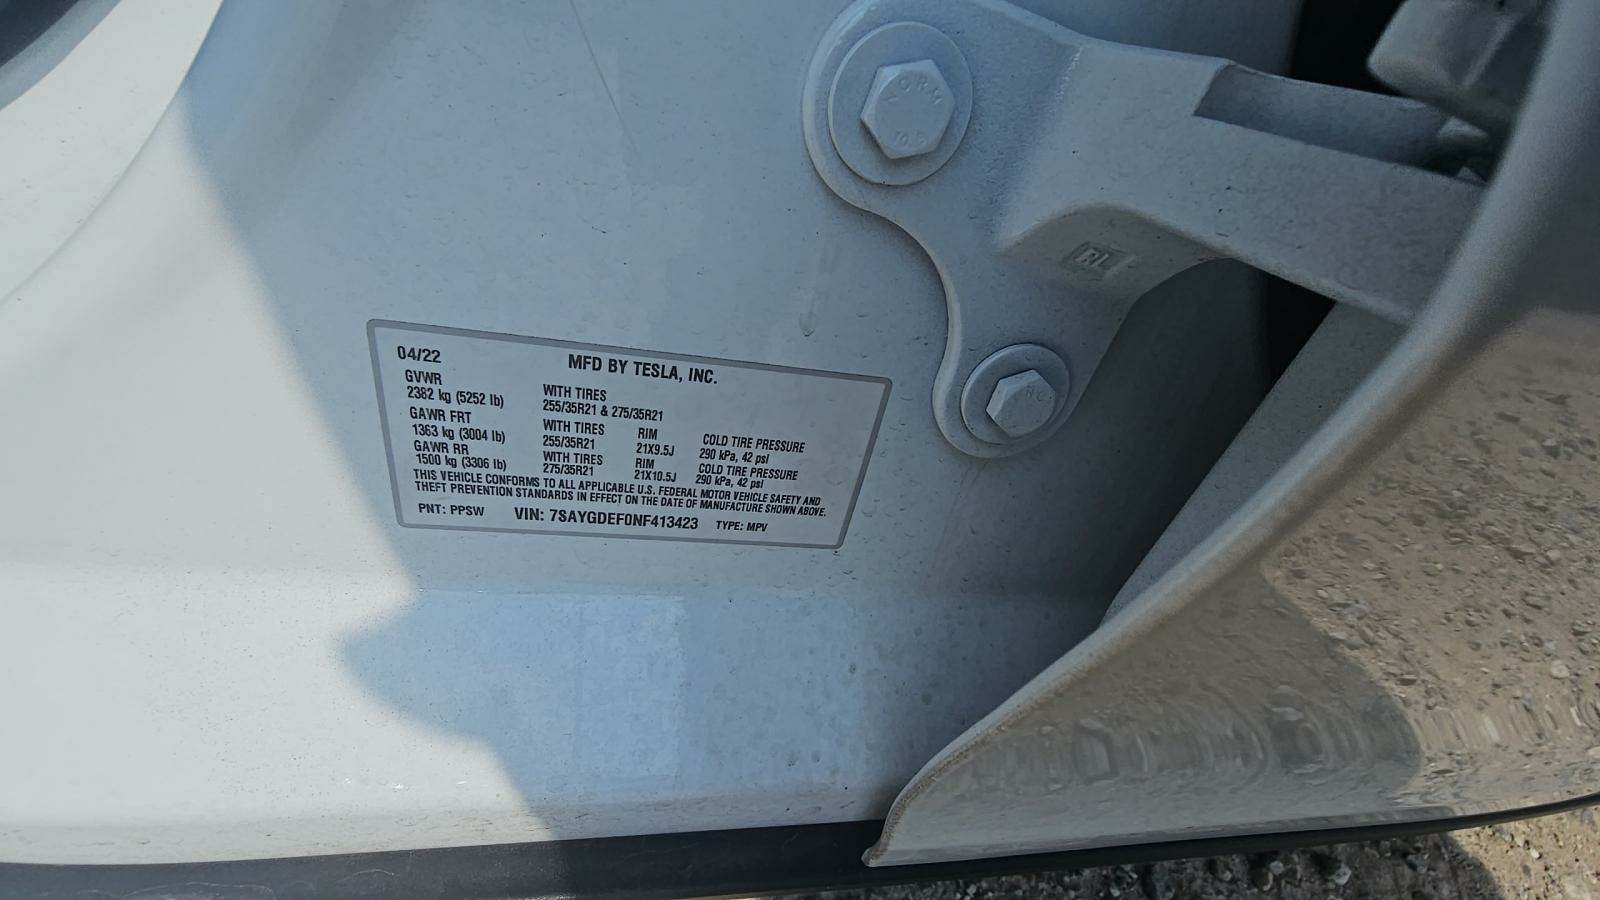 04/22 MFD BY TESLA, INC.
GVWR
2382 kg (5252 lb)
WITH TIRES
255/35R21 & 275/35R21
GAWR FRT
1363 kg (3004 lb)
WITH TIRES
255/35R21
RIM
21X9.5J
COLD TIRE PRESSURE
290 kPa, 42 psi
GAWR RR
1500 kg (3306 lb)
WITH TIRES
275/35R21
RIM
21X10.5J
COLD TIRE PRESSURE
290 kPa, 42 psi
THIS VEHICLE CONFORMS TO ALL APPLICABLE U.S. FEDERAL MOTOR VEHICLE SAFETY AND
THEFT PREVENTION STANDARDS IN EFFECT ON THE DATE OF MANUFACTURE SHOWN ABOVE.
PNT: PPSW VIN: 7SAYGDEF0NF413423 TYPE: MPV
RL